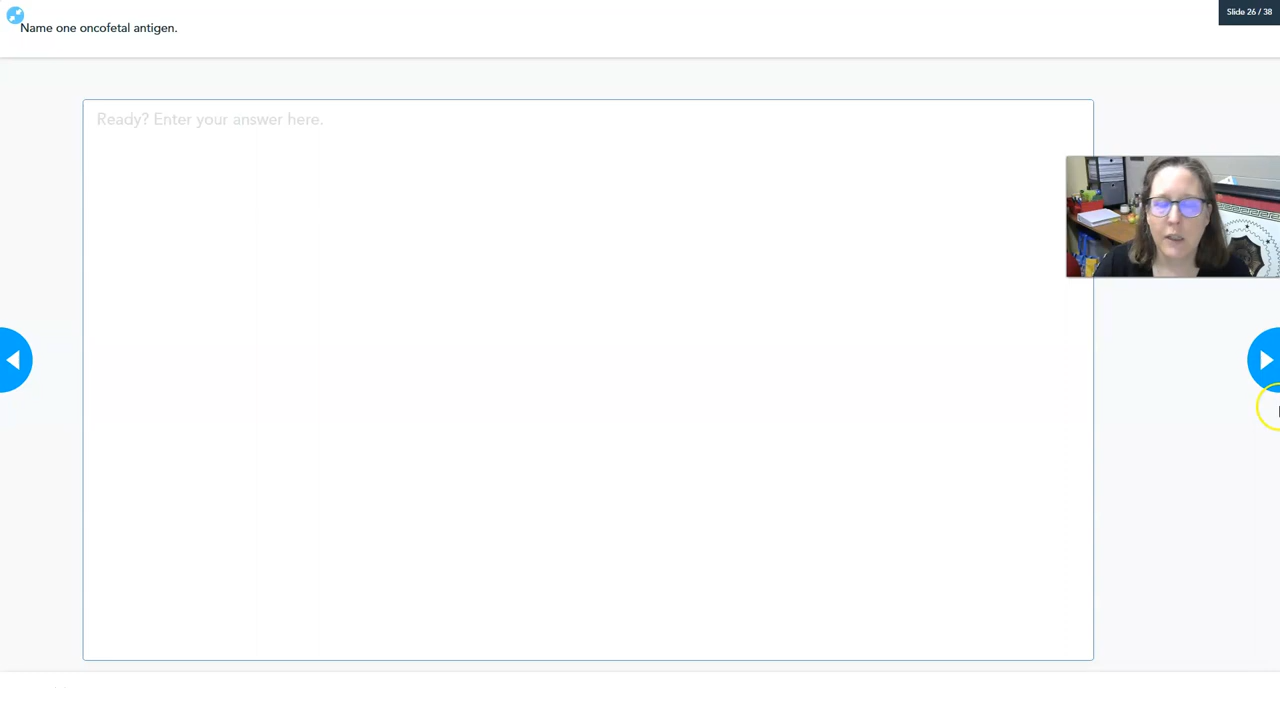 Name one oncofetal antigen.
Slide 26 / 38
Ready? Enter your answer here.